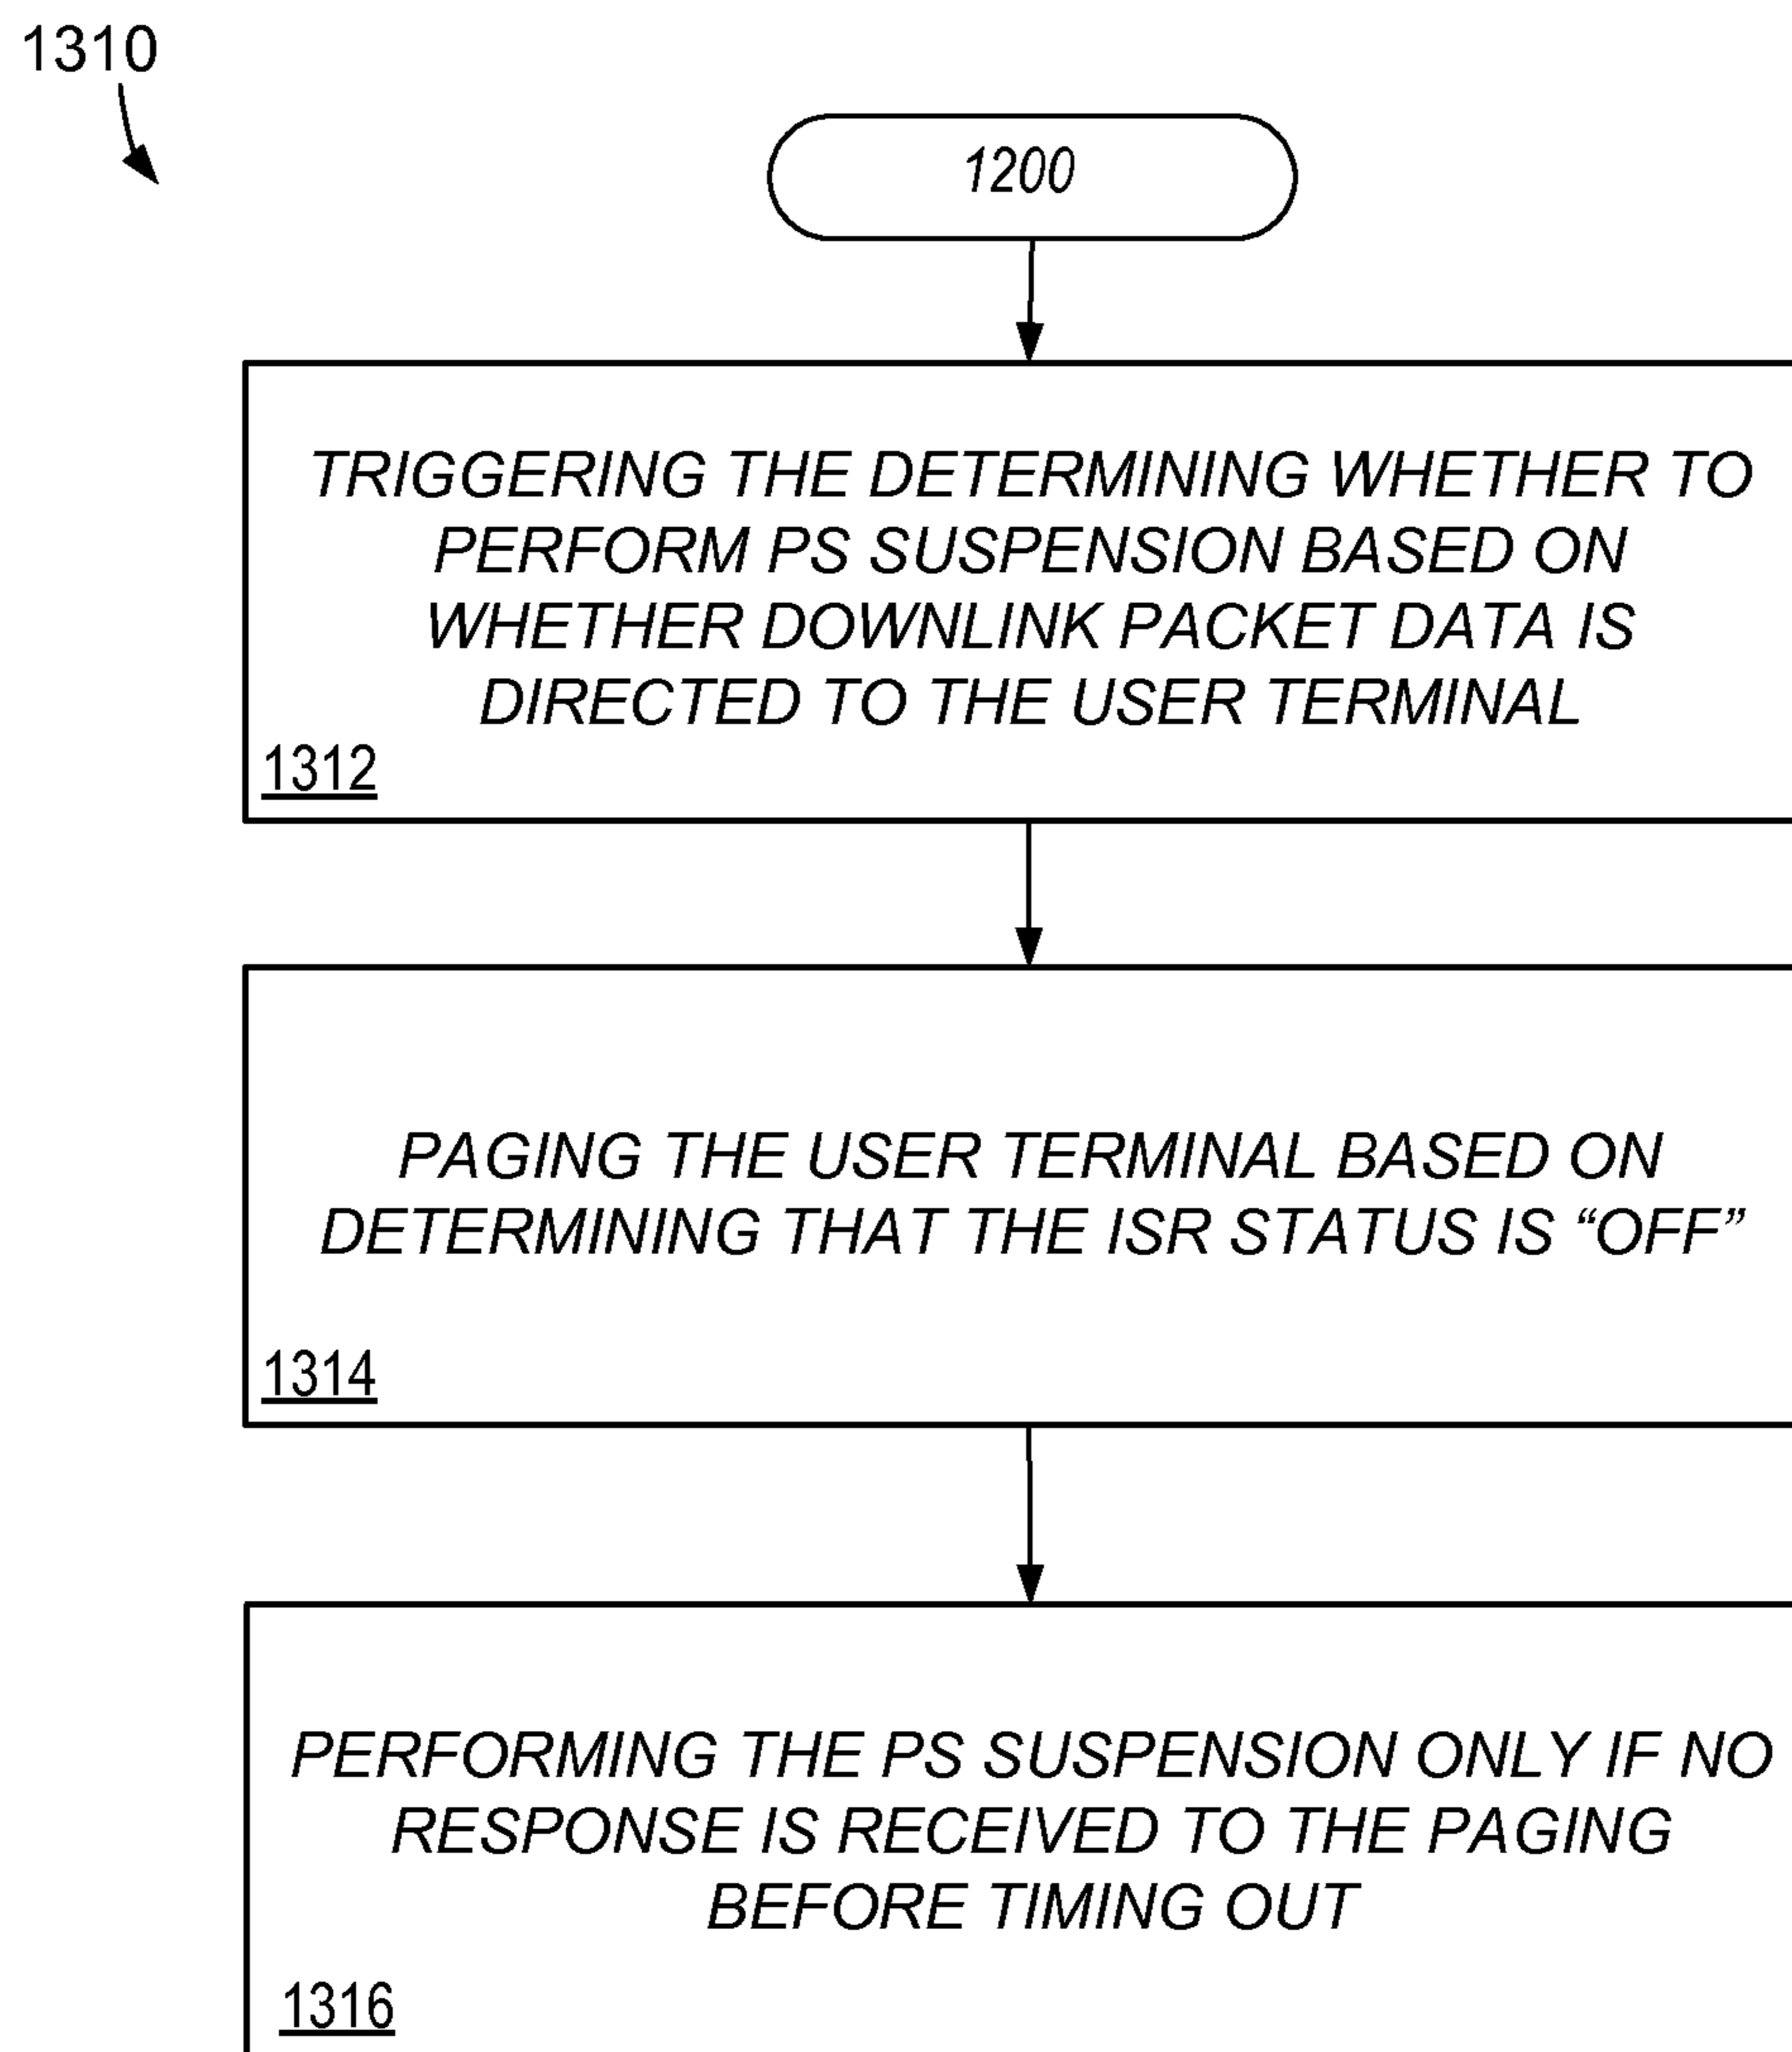 1310
1200
TRIGGERING THE DETERMINING WHETHER TO
PERFORM PS SUSPENSION BASED ON
WHETHER DOWNLINK PACKET DATA IS
DIRECTED TO THE USER TERMINAL
1312
PAGING THE USER TERMINAL BASED ON
DETERMINING THAT THE ISR STATUS IS “OFF”
1314
PERFORMING THE PS SUSPENSION ONLY IF NO
RESPONSE IS RECEIVED TO THE PAGING
BEFORE TIMING OUT
1316